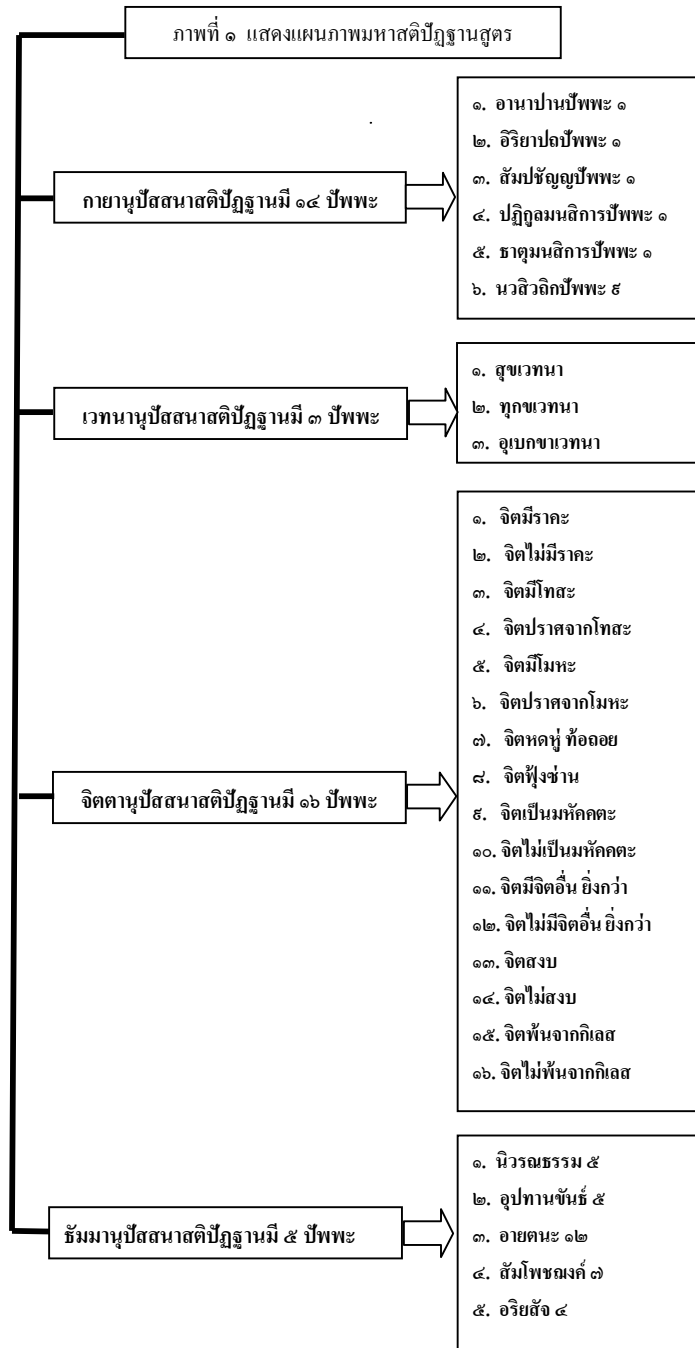 ภาพที่ ๑ แสดงแผนภาพมหาสติปัฏฐานสูตร
กายานุปัสสนาสติปัฏฐานมี ๑๔ ปัพพะ
๑. อานาปานปัพพะ ๑
๒. อิริยาปถปัพพะ ๑
๓. สัมปชัญญปัพพะ ๑
๔. ปฏิกูลมนสิการปัพพะ ๑
๕. ธาตุมนสิการปัพพะ ๑
๖. นวสิวถิกปัพพะ ๙
เวทนานุปัสสนาสติปัฏฐานมี ๓ ปัพพะ
๑. สุขเวทนา
๒. ทุกขเวทนา
๓. อุเบกขาเวทนา
จิตตานุปัสสนาสติปัฏฐานมี ๑๖ ปัพพะ
๑. จิตมีราคะ
๒. จิตไม่มีราคะ
๓. จิตมีโทสะ
๔. จิตปราศจากโทสะ
๕. จิตมีโมหะ
๖. จิตปราศจากโมหะ
๗. จิตหดหู่ ท้อถอย
๘. จิตฟุ้งซ่าน
๙. จิตเป็นมหัคคตะ
๑๐. จิตไม่เป็นมหัคคตะ
๑๑. จิตมีจิตอื่น ยิ่งกว่า
๑๒. จิตไม่มีจิตอื่น ยิ่งกว่า
๑๓. จิตสงบ
๑๔. จิตไม่สงบ
๑๕. จิตพ้นจากกิเลส
๑๖. จิตไม่พ้นจากกิเลส
ธัมมานุปัสสนาสติปัฏฐานมี ๕ ปัพพะ
๑. นิวรณธรรม ๕
๒. อุปทานขันธ์ ๕
๓. อายตนะ ๑๒
๔. สัมโพชฌงค์ ๗
๕. อริยสัจ ๔